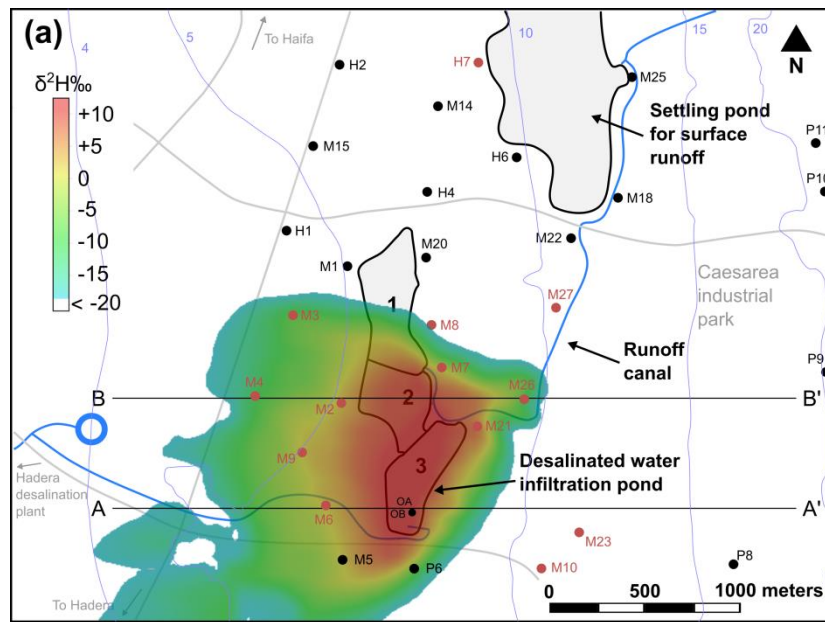 (a)
4
5
10
15
20
To Haifa
N
δ²H‰
+10
+5
0
-5
-10
-15
< -20
H2
H7
M25
M14
Settling pond
for surface
runoff
M15
H6
P11
P10
H4
M18
H1
M20
M22
M1
Caesarea
industrial
park
1
M27
M3
M8
Runoff
canal
M7
P9
M4
M26
B
2
B'
M2
M21
M9
3
Desalinated water
infiltration pond
Hadera
desalination
plant
OA
OB
A
M6
A'
M23
M5
P6
M10
P8
0
500
1000 meters